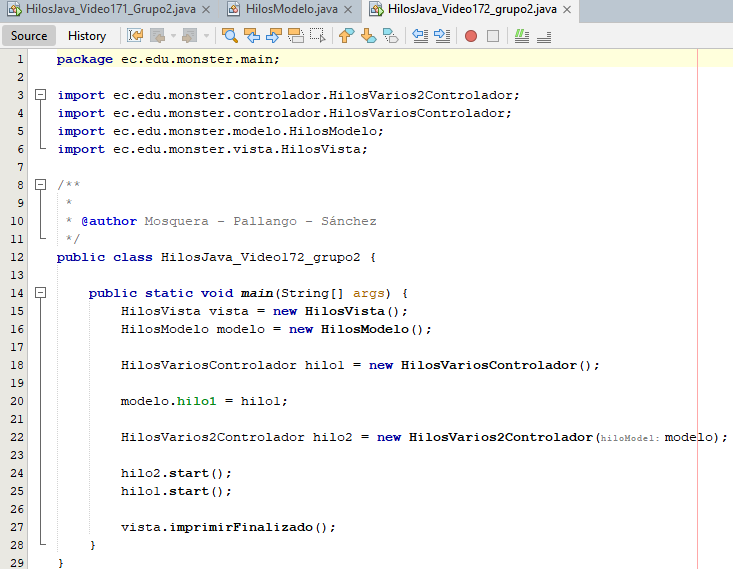 HilosJava_Video171_Grupo2.java HilosModelo.java HilosJava_Video172_grupo2.java
Source History
1 package ec.edu.monster.main;
2
3 import ec.edu.monster.controlador.HilosVarios2Controlador;
4 import ec.edu.monster.controlador.HilosVariosControlador;
5 import ec.edu.monster.modelo.HilosModelo;
6 import ec.edu.monster.vista.HilosVista;
7
8 /**
9 *
10 * @author Mosquera - Pallango - Sánchez
11 */
12 public class HilosJava_Video172_grupo2 {
13
14 public static void main(String[] args) {
15 HilosVista vista = new HilosVista();
16 HilosModelo modelo = new HilosModelo();
17
18 HilosVariosControlador hilo1 = new HilosVariosControlador();
19
20 modelo.hilo1 = hilo1;
21
22 HilosVarios2Controlador hilo2 = new HilosVarios2Controlador(hiloModel: modelo);
23
24 hilo2.start();
25 hilo1.start();
26
27 vista.imprimirFinalizado();
28 }
29 }